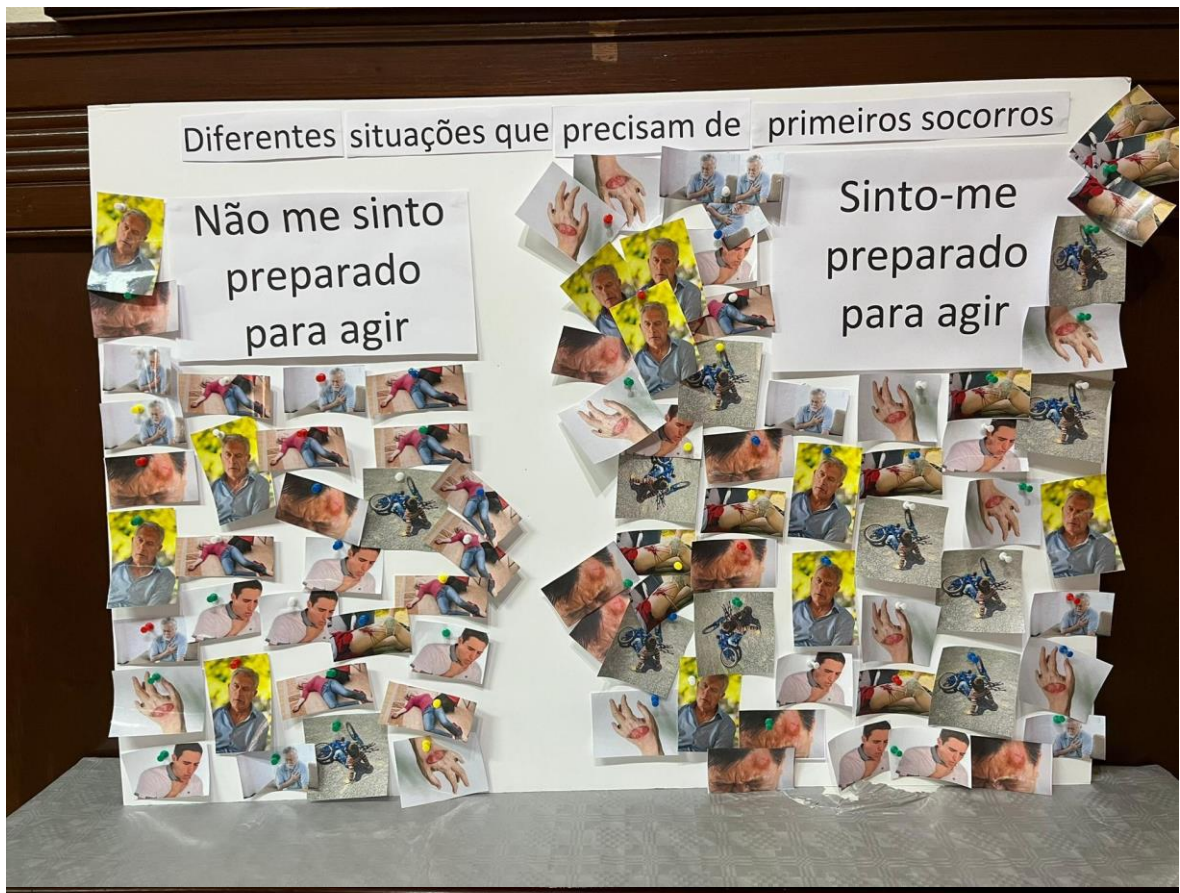 Diferentes situações que precisam de primeiros socorros
Não me sinto
preparado
para agir
Sinto-me
preparado
para agir